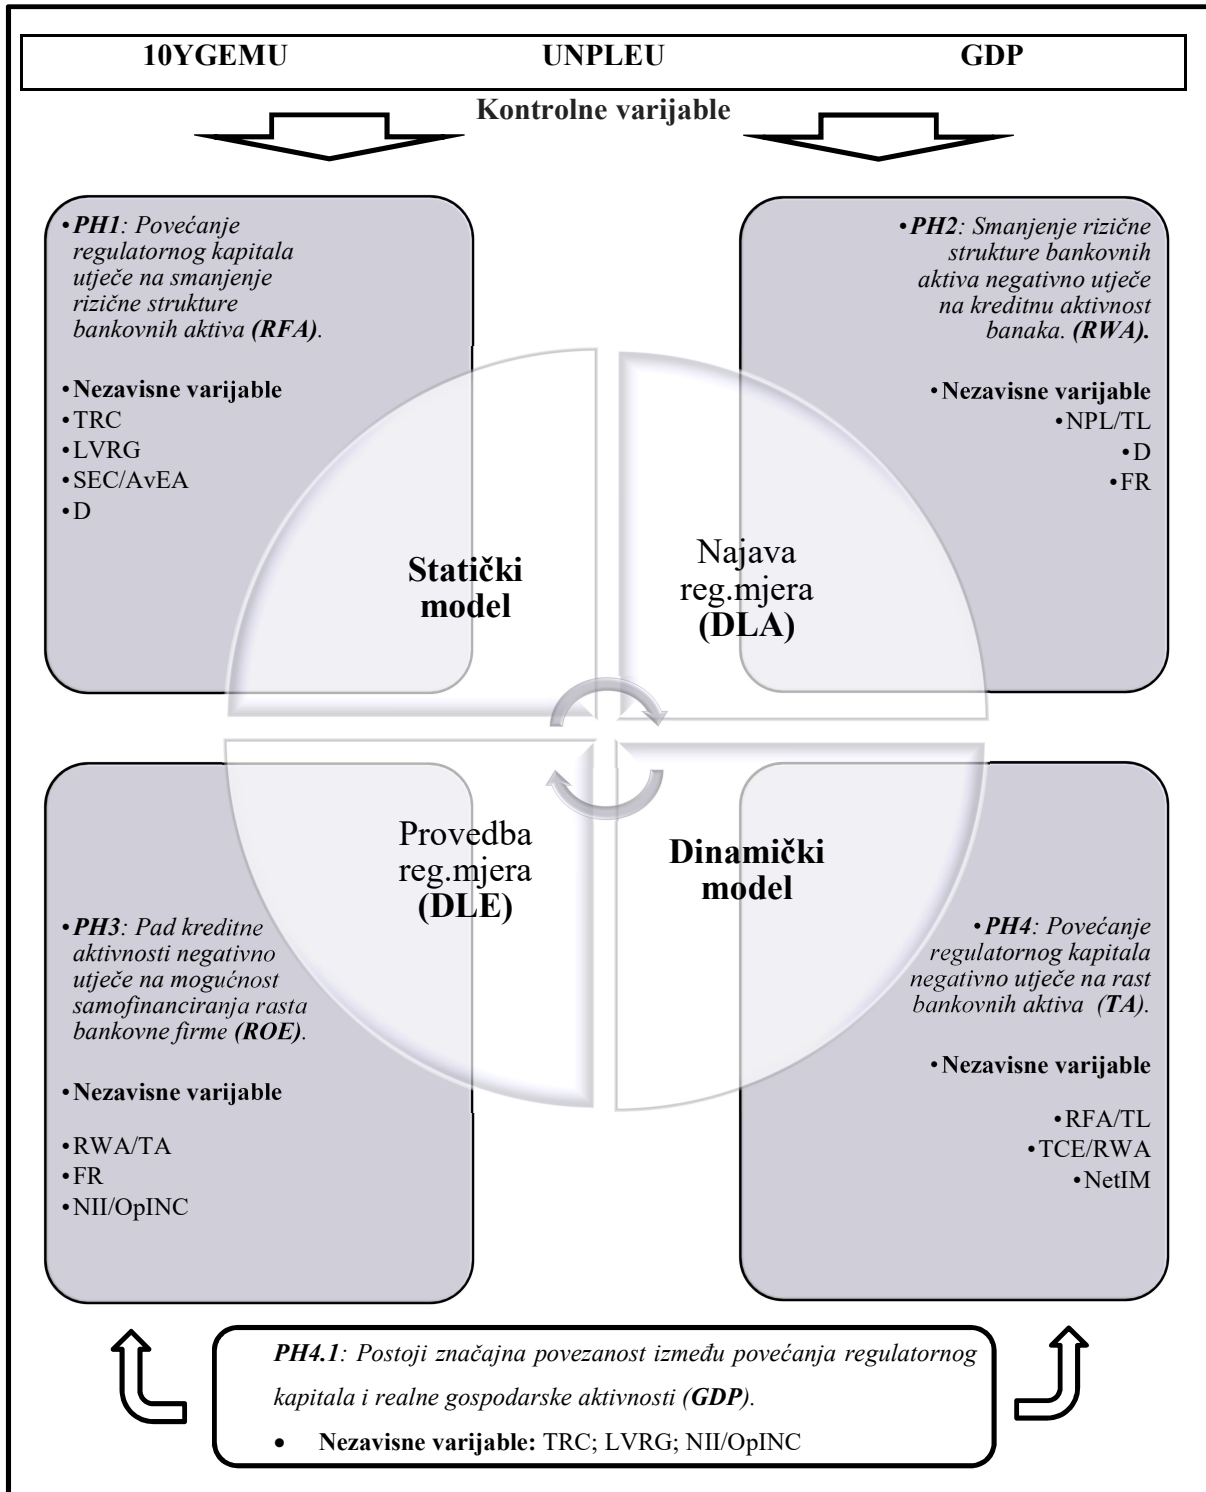 10YGEMU UNPLEU GDP
Kontrolne varijable
•PH1: Povećanje
regulatornog kapitala
utječe na smanjenje
rizične strukture
bankovnih aktiva (RFA).
•Nezavisne varijable
•TRC
•LVRG
•SEC/AvEA
•D
•PH2: Smanjenje rizične
strukture bankovnih
aktiva negativno utječe
na kreditnu aktivnost
banaka. (RWA).
•Nezavisne varijable
•NPL/TL
•D
•FR
Statički
model
Najava
reg.mjera
(DLA)
Provedba
reg.mjera
(DLE)
Dinamički
model
•PH3: Pad kreditne
aktivnosti negativno
utječe na mogućnost
samofinanciranja rasta
bankovne firme (ROE).
•Nezavisne varijable
•RWA/TA
•FR
•NII/OpINC
•PH4: Povećanje
regulatornog kapitala
negativno utječe na rast
bankovnih aktiva (TA).
•Nezavisne varijable
•RFA/TL
•TCE/RWA
•NetIM
PH4.1: Postoji značajna povezanost između povećanja regulatornog
kapitala i realne gospodarske aktivnosti (GDP).
• Nezavisne varijable: TRC; LVRG; NII/OpINC